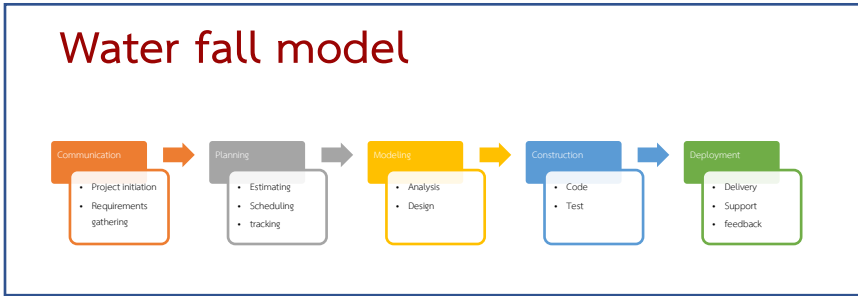 Water fall model
Communication
• Project initiation
• Requirements
gathering
Planning
• Estimating
• Scheduling
• tracking
Modeling
• Analysis
• Design
Construction
• Code
• Test
Deployment
• Delivery
• Support
• feedback